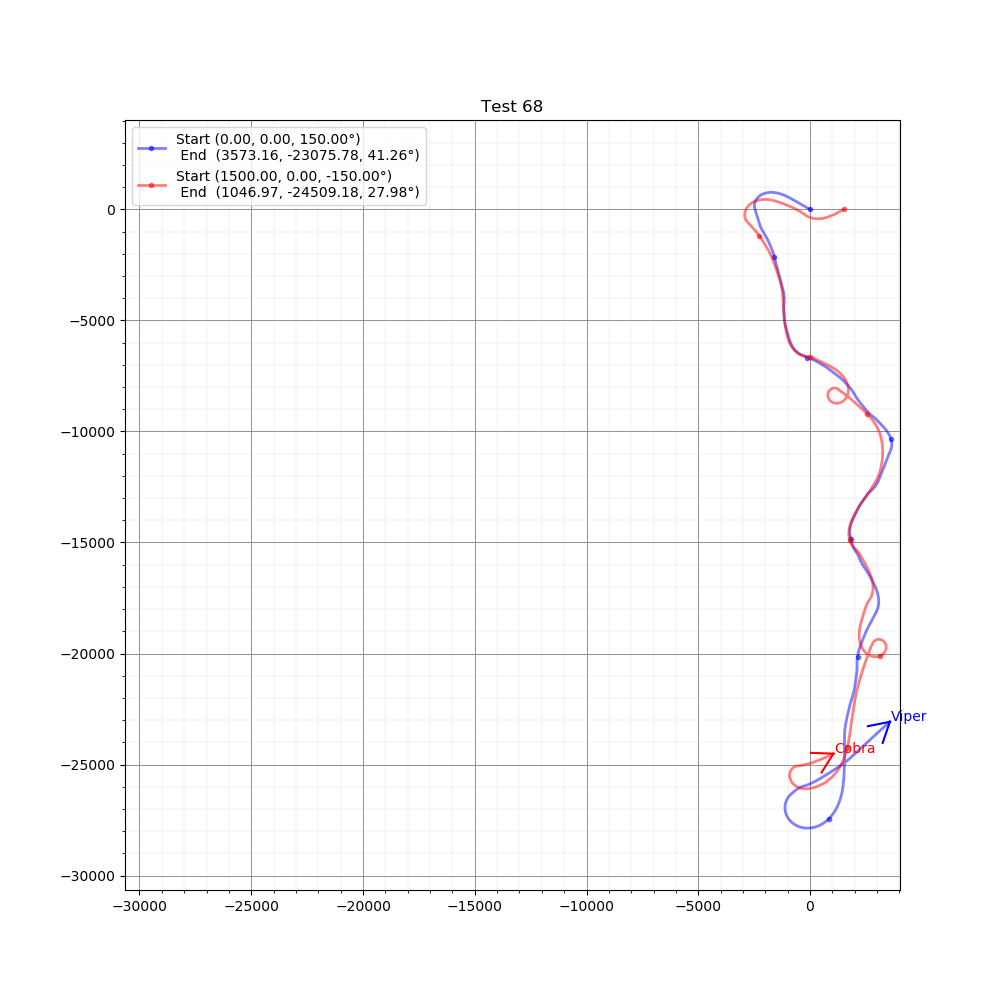 Test 68
Start (0.00, 0.00, 150.00°)
End  (3573.16, -23075.78, 41.26°)
Start (1500.00, 0.00, -150.00°)
End  (1046.97, -24509.18, 27.98°)
0
−5000
−10000
−15000
−20000
−25000
−30000
Viper
Cobra
−30000
−25000
−20000
−15000
−10000
−5000
0